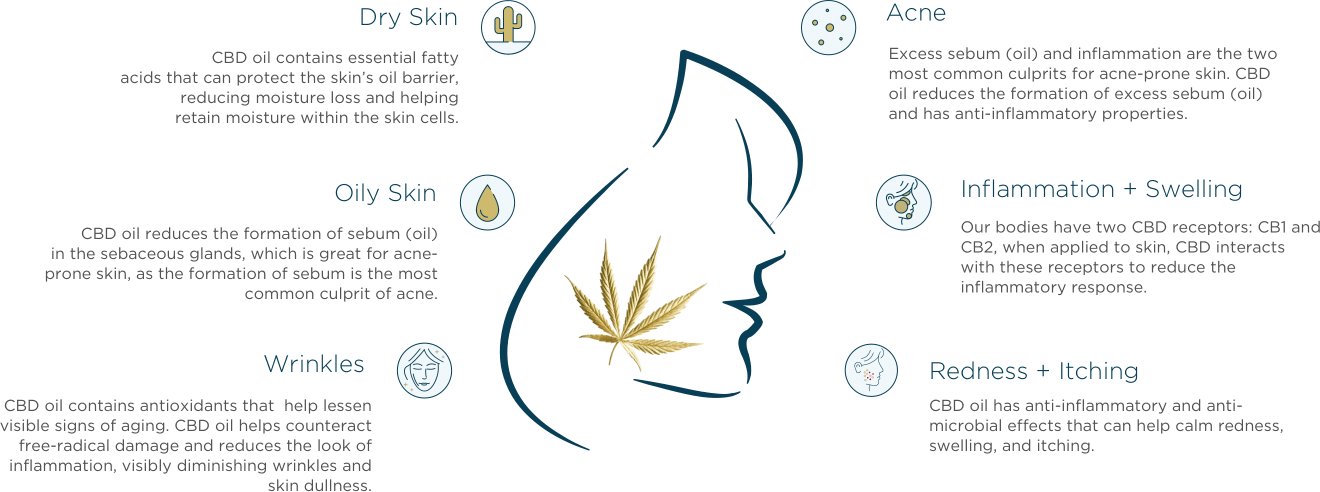 Dry Skin
CBD oil contains essential fatty
acids that can protect the skin’s oil barrier,
reducing moisture loss and helping
retain moisture within the skin cells.
Oily Skin
CBD oil reduces the formation of sebum (oil)
in the sebaceous glands, which is great for acne-
prone skin, as the formation of sebum is the most
common culprit of acne.
Wrinkles
CBD oil contains antioxidants that  help lessen
visible signs of aging. CBD oil helps counteract
free-radical damage and reduces the look of
inflammation, visibly diminishing wrinkles and
skin dullness.
Acne
Excess sebum (oil) and inflammation are the two
most common culprits for acne-prone skin. CBD
oil reduces the formation of excess sebum (oil)
and has anti-inflammatory properties.
Inflammation + Swelling
Our bodies have two CBD receptors: CB1 and
CB2, when applied to skin, CBD interacts
with these receptors to reduce the
inflammatory response.
Redness + Itching
CBD oil has anti-inflammatory and anti-
microbial effects that can help calm redness,
swelling, and itching.